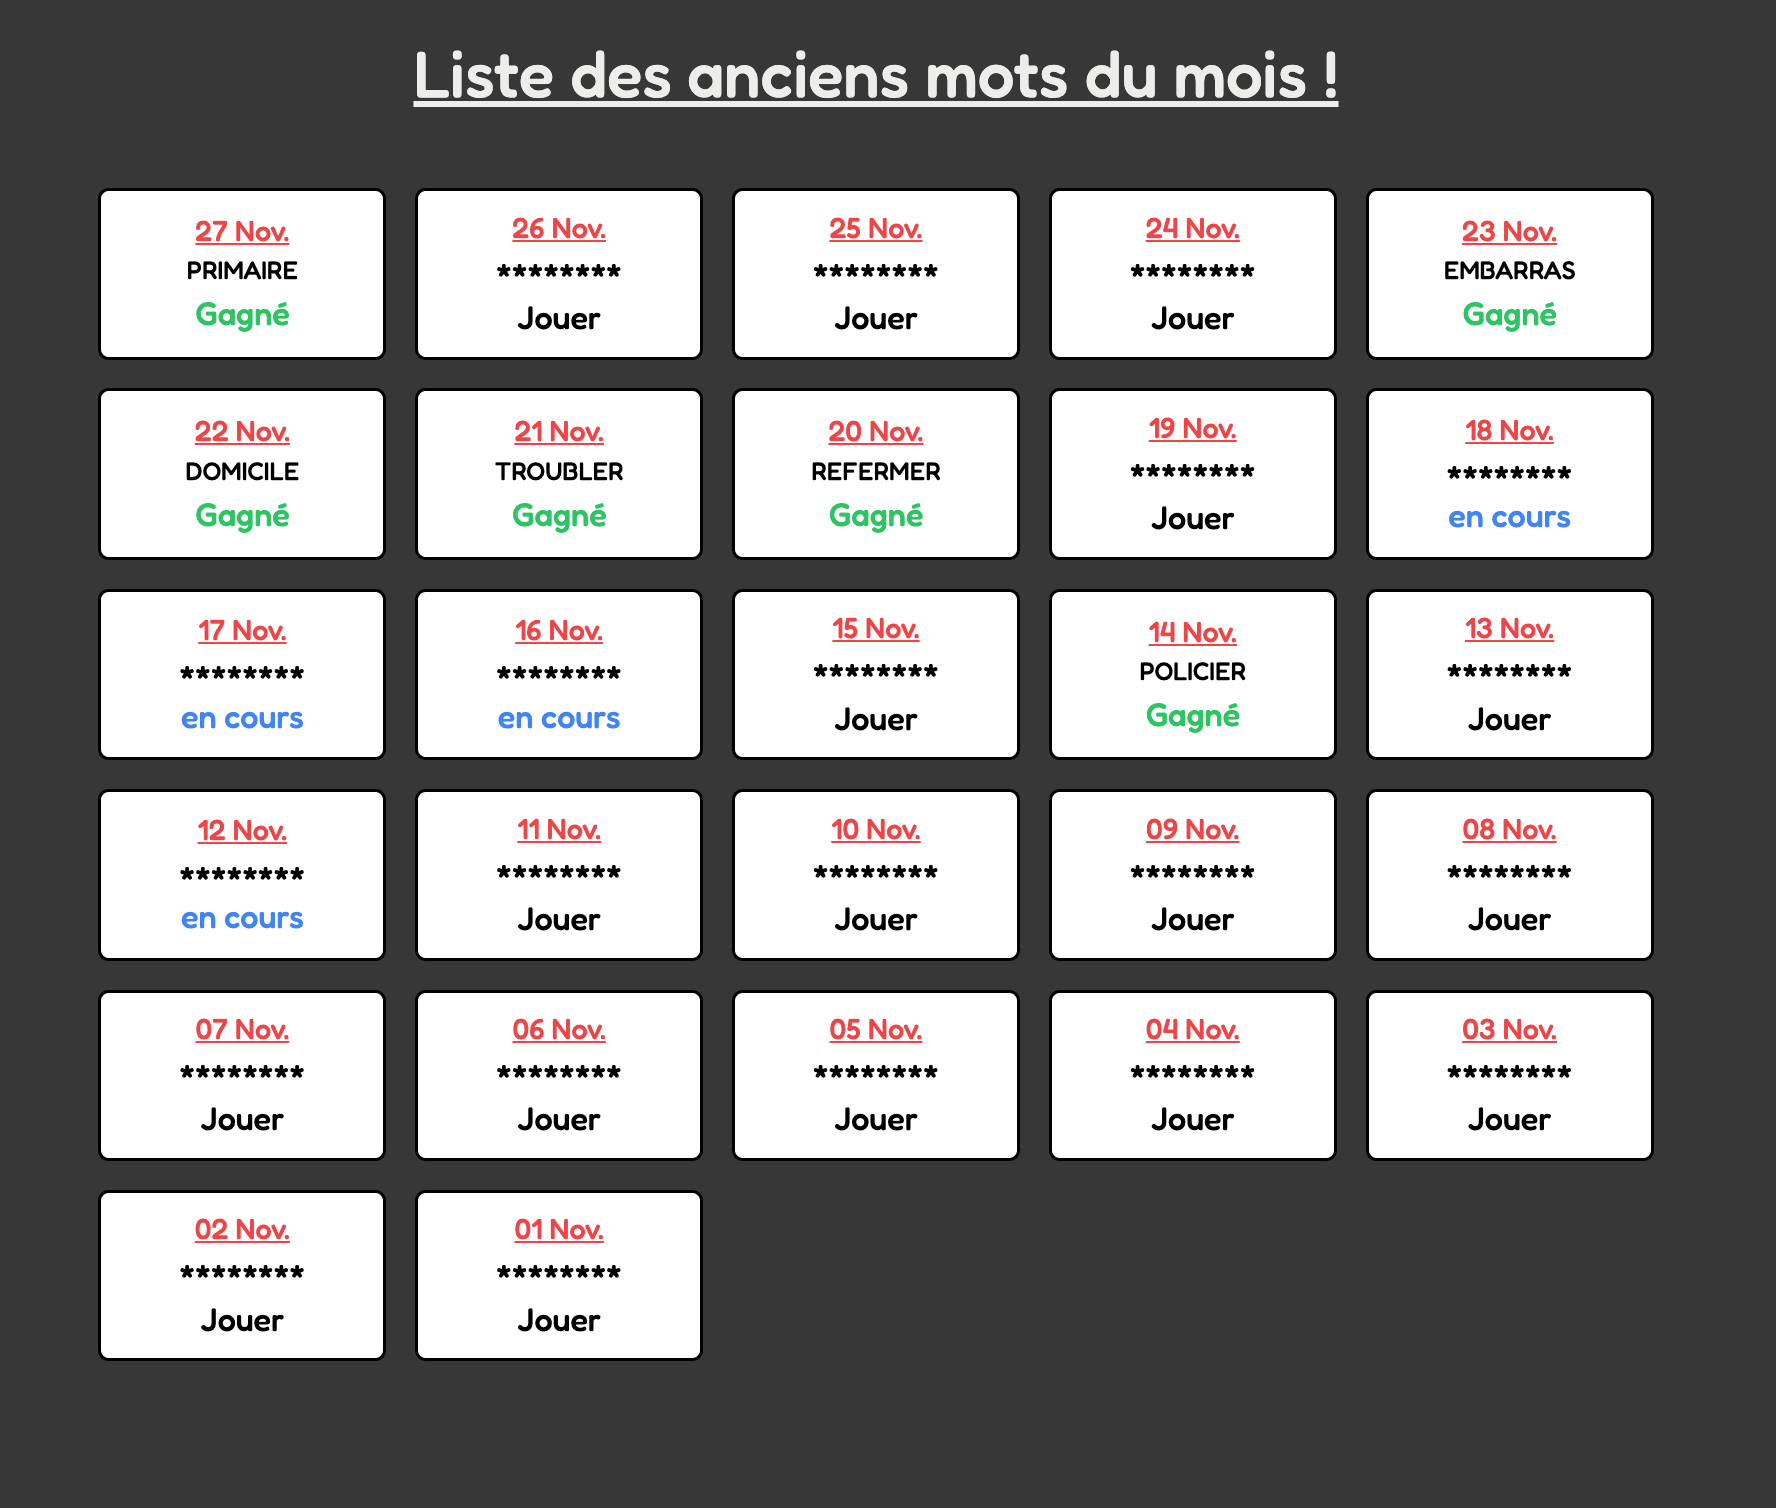 Liste des anciens mots du mois !
27 Nov.
PRIMAIRE
Gagné
26 Nov.
********
Jouer
25 Nov.
********
Jouer
24 Nov.
********
Jouer
23 Nov.
EMBARRAS
Gagné
22 Nov.
DOMICILE
Gagné
21 Nov.
TROUBLER
Gagné
20 Nov.
REFERMER
Gagné
19 Nov.
********
Jouer
18 Nov.
********
en cours
17 Nov.
********
en cours
16 Nov.
********
en cours
15 Nov.
********
Jouer
14 Nov.
POLICIER
Gagné
13 Nov.
********
Jouer
12 Nov.
********
en cours
11 Nov.
********
Jouer
10 Nov.
********
Jouer
09 Nov.
********
Jouer
08 Nov.
********
Jouer
07 Nov.
********
Jouer
06 Nov.
********
Jouer
05 Nov.
********
Jouer
04 Nov.
********
Jouer
03 Nov.
********
Jouer
02 Nov.
********
Jouer
01 Nov.
********
Jouer